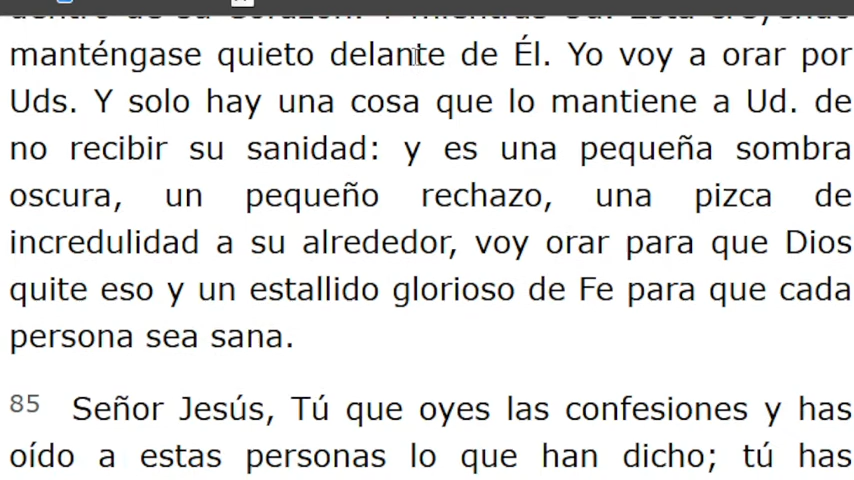 manténgase quieto delante de Él. Yo voy a orar por
Uds. Y solo hay una cosa que lo mantiene a Ud. de
no recibir su sanidad: y es una pequeña sombra
oscura, un pequeño rechazo, una pizca de
incredulidad a su alrededor, voy orar para que Dios
quite eso y un estallido glorioso de Fe para que cada
persona sea sana.
85 Señor Jesús, Tú que oyes las confesiones y has
oído a estas personas lo que han dicho; tú has